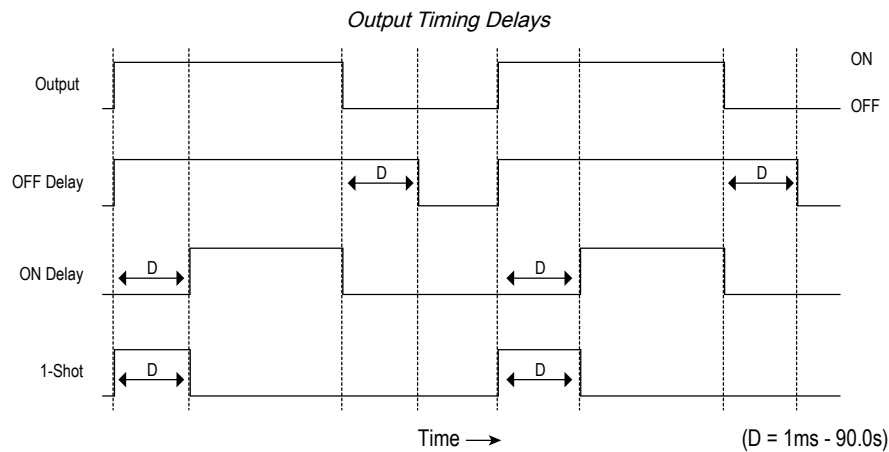 Output Timing Delays
ON
Output
OFF
OFF Delay
D
D
ON Delay
D
D
1-Shot
D
D
Time
(D = 1ms - 90.0s)